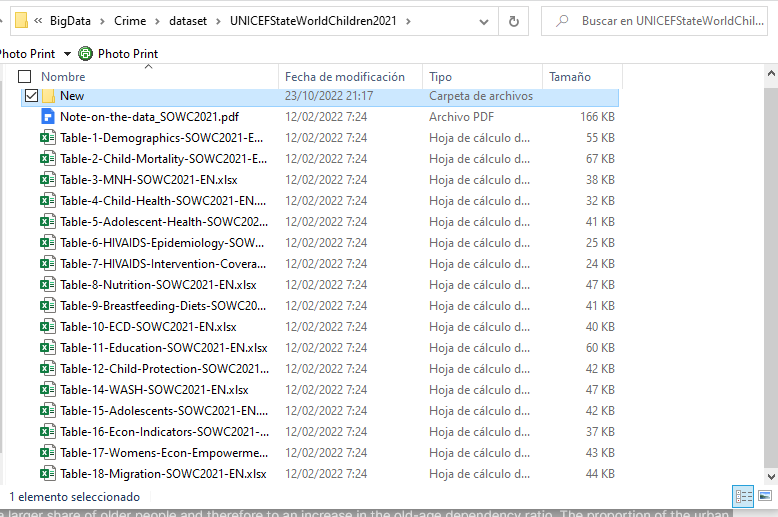 « BigData > Crime > dataset > UNICEFStateWorldChildren2021 >
Buscar en UNICEFStateWorldChil...
Photo Print Photo Print
Nombre Fecha de modificación Tipo Tamaño
New 23/10/2022 21:17 Carpeta de archivos
Note-on-the-data_SOWC2021.pdf 12/02/2022 7:24 Archivo PDF 166 KB
Table-1-Demographics-SOWC2021-E... 12/02/2022 7:24 Hoja de cálculo d... 55 KB
Table-2-Child-Mortality-SOWC2021-E... 12/02/2022 7:24 Hoja de cálculo d... 67 KB
Table-3-MNH-SOWC2021-EN.xlsx 12/02/2022 7:24 Hoja de cálculo d... 38 KB
Table-4-Child-Health-SOWC2021-EN.... 12/02/2022 7:24 Hoja de cálculo d... 32 KB
Table-5-Adolescent-Health-SOWC202... 12/02/2022 7:24 Hoja de cálculo d... 41 KB
Table-6-HIVAIDS-Epidemiology-SOW... 12/02/2022 7:24 Hoja de cálculo d... 25 KB
Table-7-HIVAIDS-Intervention-Covera... 12/02/2022 7:24 Hoja de cálculo d... 24 KB
Table-8-Nutrition-SOWC2021-EN.xlsx 12/02/2022 7:24 Hoja de cálculo d... 47 KB
Table-9-Breastfeeding-Diets-SOWC20... 12/02/2022 7:24 Hoja de cálculo d... 41 KB
Table-10-ECD-SOWC2021-EN.xlsx 12/02/2022 7:24 Hoja de cálculo d... 40 KB
Table-11-Education-SOWC2021-EN.xlsx 12/02/2022 7:24 Hoja de cálculo d... 60 KB
Table-12-Child-Protection-SOWC2021... 12/02/2022 7:24 Hoja de cálculo d... 42 KB
Table-14-WASH-SOWC2021-EN.xlsx 12/02/2022 7:24 Hoja de cálculo d... 47 KB
Table-15-Adolescents-SOWC2021-EN.... 12/02/2022 7:24 Hoja de cálculo d... 42 KB
Table-16-Econ-Indicators-SOWC2021-... 12/02/2022 7:24 Hoja de cálculo d... 37 KB
Table-17-Womens-Econ-Empowerme... 12/02/2022 7:24 Hoja de cálculo d... 43 KB
Table-18-Migration-SOWC2021-EN.xlsx 12/02/2022 7:24 Hoja de cálculo d... 44 KB
1 elemento seleccionado
larger share of older people and therefore to an increase in the old-age dependency ratio. The proportion of the urban